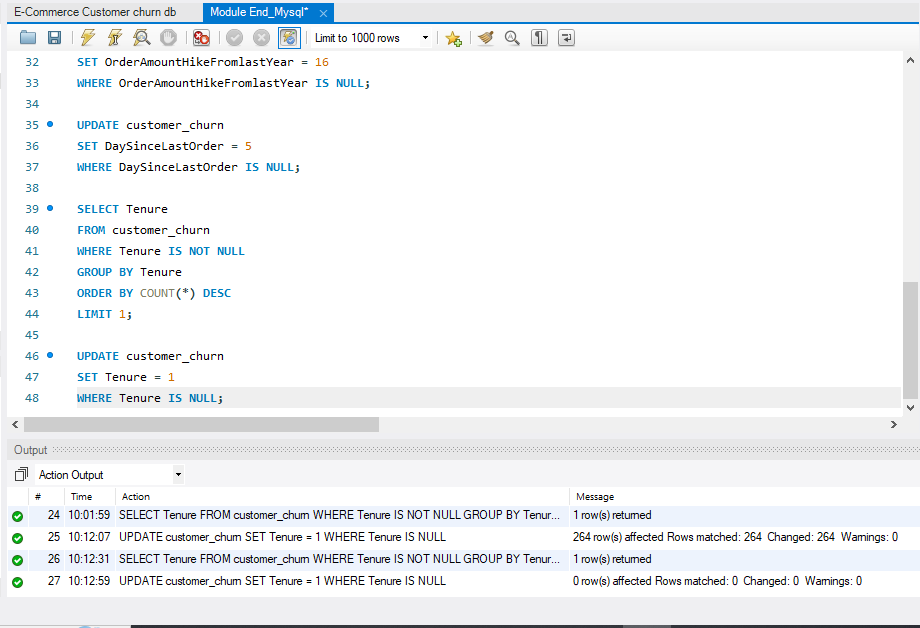 E-Commerce Customer churn db
Module End_Mysql*
Limit to 1000 rows
32 SET OrderAmountHikeFromlastYear = 16
33 WHERE OrderAmountHikeFromlastYear IS NULL;
34
35 UPDATE customer_churn
36 SET DaySinceLastOrder = 5
37 WHERE DaySinceLastOrder IS NULL;
38
39 SELECT Tenure
40 FROM customer_churn
41 WHERE Tenure IS NOT NULL
42 GROUP BY Tenure
43 ORDER BY COUNT(*) DESC
44 LIMIT 1;
45
46 UPDATE customer_churn
47 SET Tenure = 1
48 WHERE Tenure IS NULL;
Output
Action Output
# Time Action Message
24 10:01:59 SELECT Tenure FROM customer_churn WHERE Tenure IS NOT NULL GROUP BY Tenur... 1 row(s) returned
25 10:12:07 UPDATE customer_churn SET Tenure = 1 WHERE Tenure IS NULL 264 row(s) affected Rows matched: 264 Changed: 264 Warnings: 0
26 10:12:31 SELECT Tenure FROM customer_churn WHERE Tenure IS NOT NULL GROUP BY Tenur... 1 row(s) returned
27 10:12:59 UPDATE customer_churn SET Tenure = 1 WHERE Tenure IS NULL 0 row(s) affected Rows matched: 0 Changed: 0 Warnings: 0